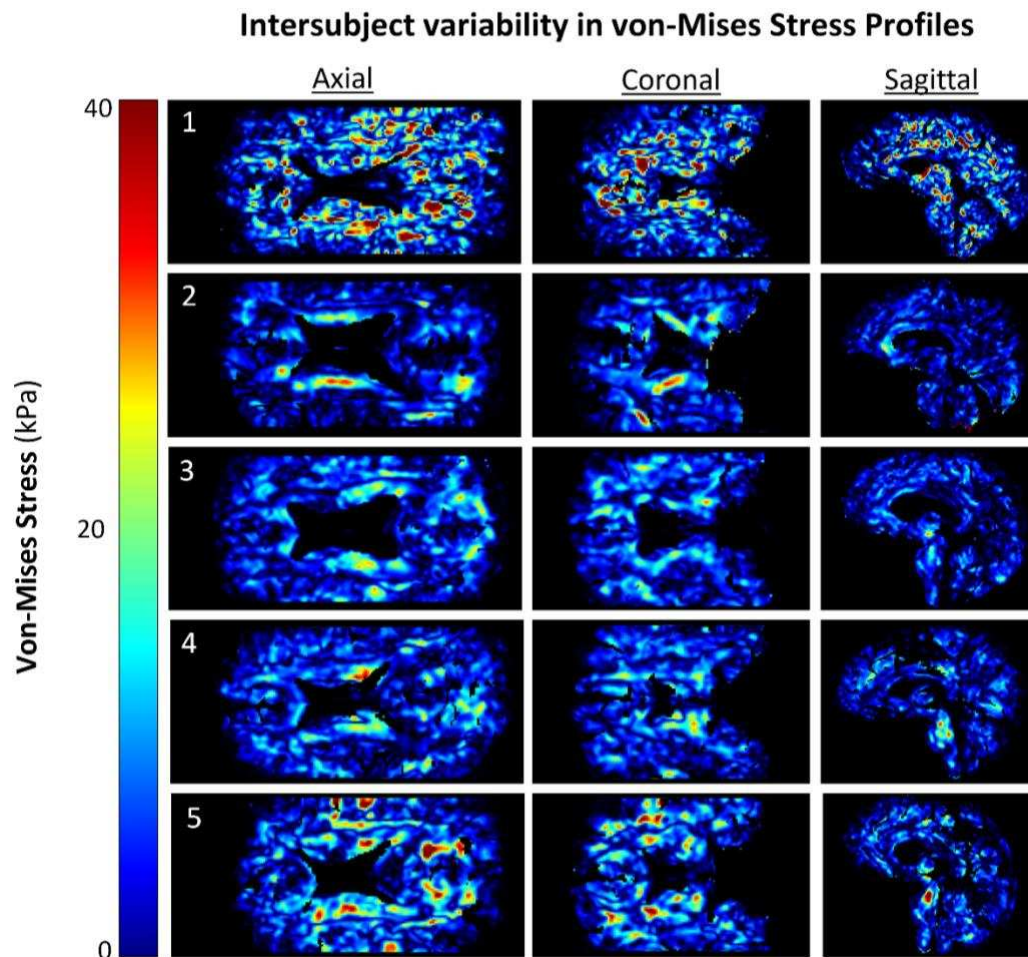 Intersubject variability in von-Mises Stress Profiles
Axial
Coronal
Sagittal
40
20
0
Von-Mises Stress (kPa)
1
2
3
4
5